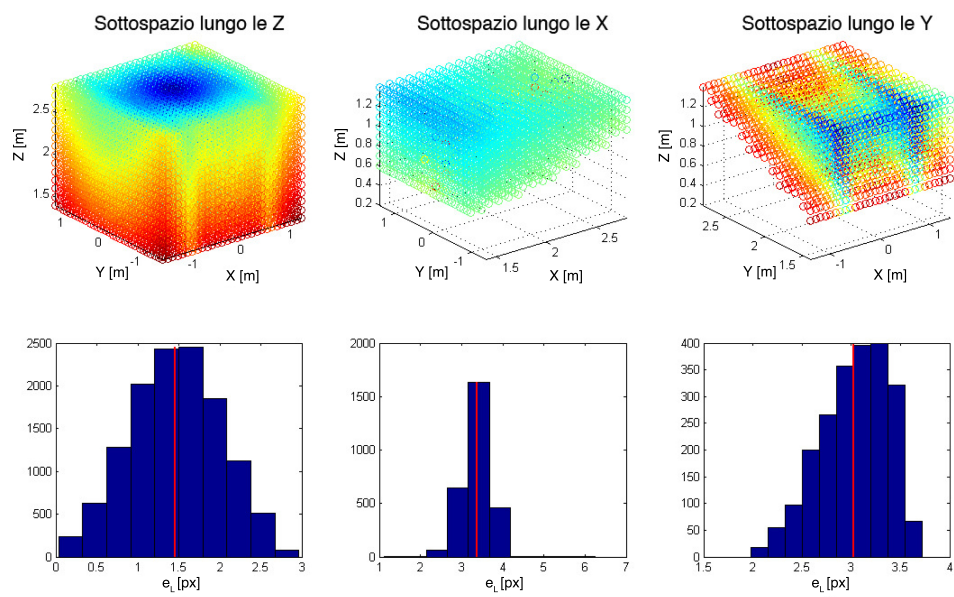 Sottospazio lungo le Z
Sottospazio lungo le X
Sottospazio lungo le Y
Z [m]
2.5
2
1.5
1
0
-1
Y [m]
-1
0
1
X [m]
Z [m]
1.2
1
0.8
0.6
0.4
0.2
1
0
-1
Y [m]
1.5
2
2.5
X [m]
Z [m]
1.2
1
0.8
0.6
0.4
0.2
2.5
2
1.5
Y [m]
-1
0
1
X [m]
2500
2000
1500
1000
500
0
0 0.5 1 1.5 2 2.5 3
e_L [px]
2000
1500
1000
500
0
1 2 3 4 5 6 7
e_L [px]
400
350
300
250
200
150
100
50
0
1.5 2 2.5 3 3.5 4
e_L [px]